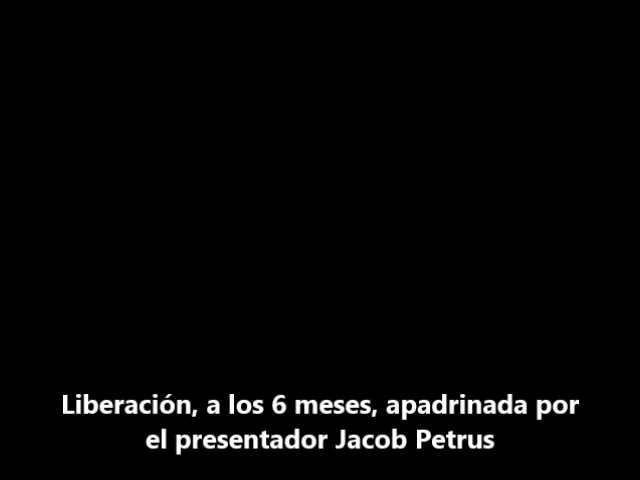 Liberación, a los 6 meses, apadrinada por
el presentador Jacob Petrus